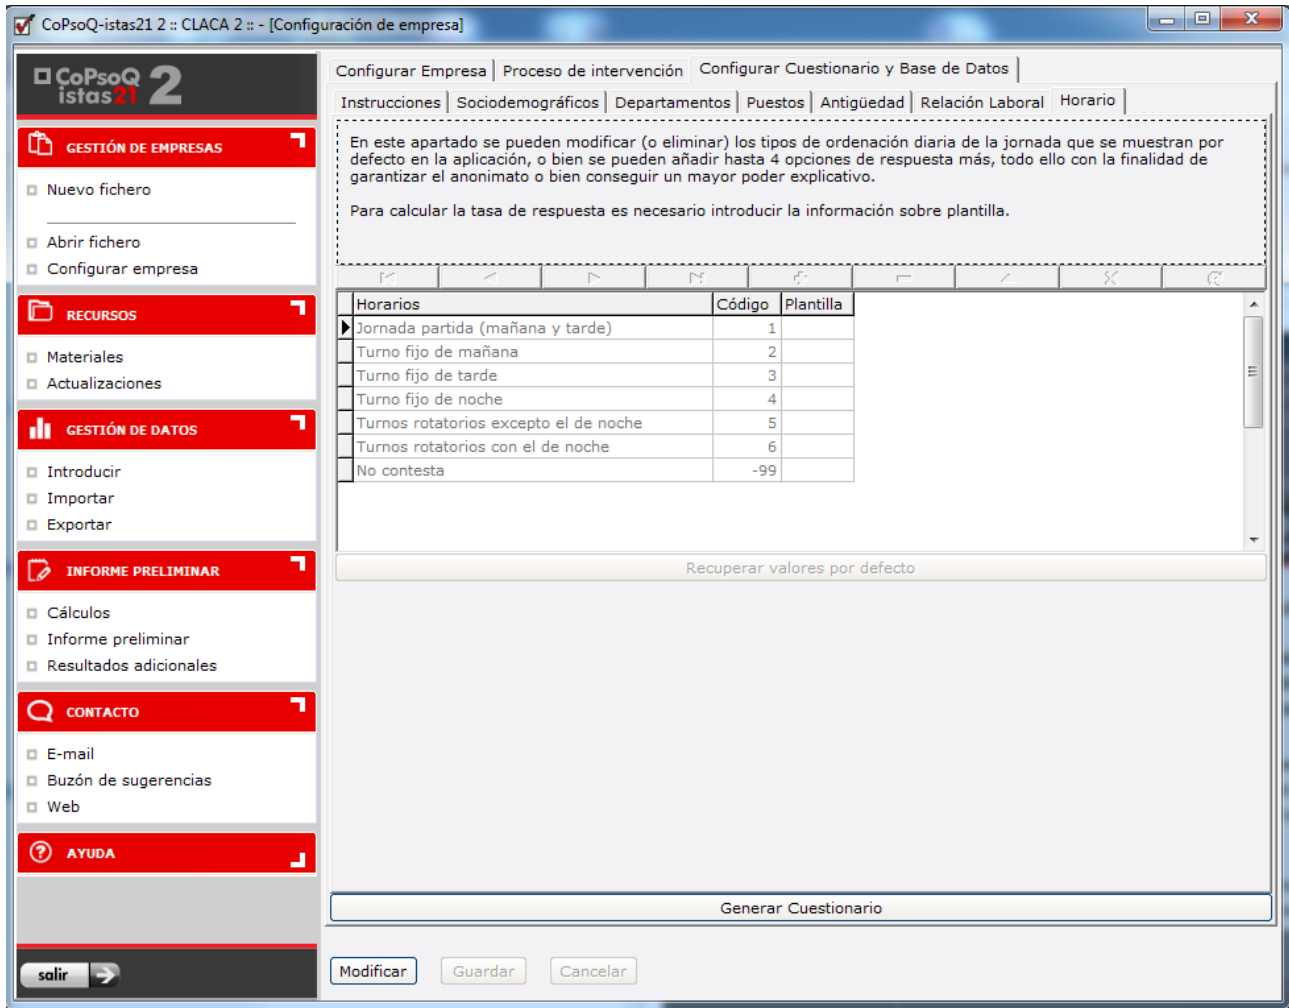 CoPsoQ-istas21 2 :: CLACA 2 :: - [Configuración de empresa]
CoPsoQ 2
istas21
GESTIÓN DE EMPRESAS
Nuevo fichero
Abrir fichero
Configurar empresa
RECURSOS
Materiales
Actualizaciones
GESTIÓN DE DATOS
Introducir
Importar
Exportar
INFORME PRELIMINAR
Cálculos
Informe preliminar
Resultados adicionales
CONTACTO
E-mail
Buzón de sugerencias
Web
AYUDA
salir
Configurar Empresa Proceso de intervención Configurar Cuestionario y Base de Datos
Instrucciones Sociodemográficos Departamentos Puestos Antigüedad Relación Laboral Horario
En este apartado se pueden modificar (o eliminar) los tipos de ordenación diaria de la jornada que se muestran por
defecto en la aplicación, o bien se pueden añadir hasta 4 opciones de respuesta más, todo ello con la finalidad de
garantizar el anonimato o bien conseguir un mayor poder explicativo.
Para calcular la tasa de respuesta es necesario introducir la información sobre plantilla.
Horarios Código Plantilla
Jornada partida (mañana y tarde) 1
Turno fijo de mañana 2
Turno fijo de tarde 3
Turno fijo de noche 4
Turnos rotatorios excepto el de noche 5
Turnos rotatorios con el de noche 6
No contesta -99
Recuperar valores por defecto
Generar Cuestionario
Modificar Guardar Cancelar